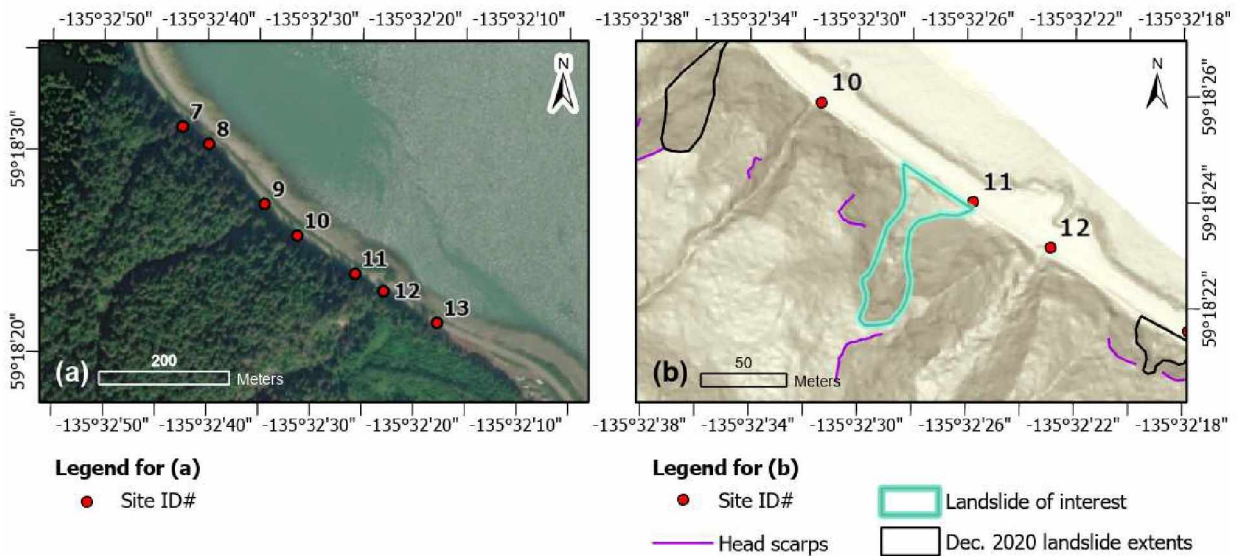 -135°32'50" -135°32'40" -135°32'30" -135°32'20" -135°32'10"
-135°32'38" -135°32'34" -135°32'30" -135°32'26" -135°32'22" -135°32'18"
N
7
8
9
10
11
12
13
59°18'30"
59°18'20"
(a)
200
Meters
N
10
11
12
59°18'26"
59°18'24"
59°18'22"
(b)
50
Meters
-135°32'50" -135°32'40" -135°32'30" -135°32'20" -135°32'10"
-135°32'38" -135°32'34" -135°32'30" -135°32'26" -135°32'22" -135°32'18"
Legend for (a)
Site ID#
Legend for (b)
Site ID#
Landslide of interest
Head scarps
Dec. 2020 landslide extents